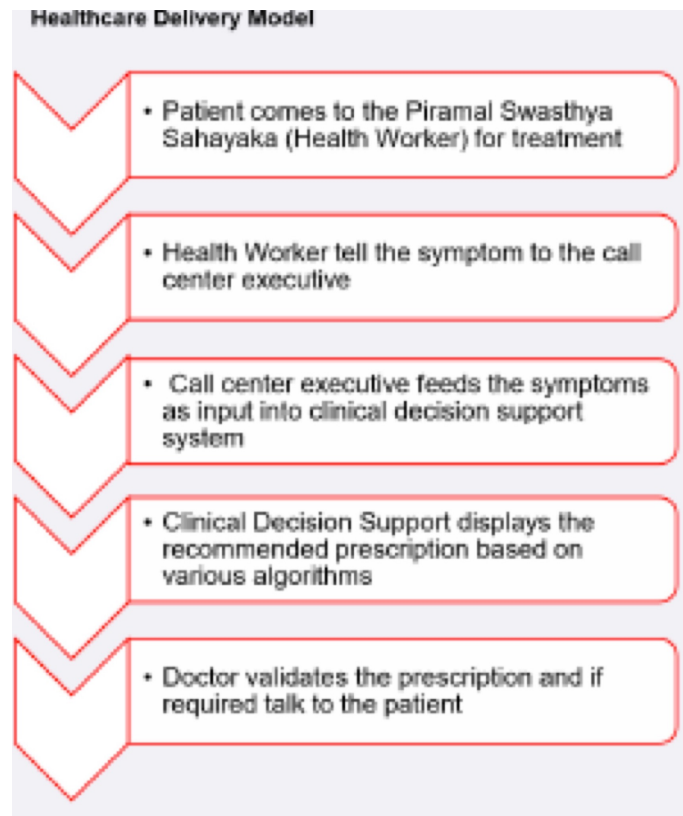 Healthcare Delivery Model
• Patient comes to the Piramal Swasthya
Sahayaka (Health Worker) for treatment
• Health Worker tell the symptom to the call
center executive
• Call center executive feeds the symptoms
as input into clinical decision support
system
• Clinical Decision Support displays the
recommended prescription based on
various algorithms
• Doctor validates the prescription and if
required talk to the patient